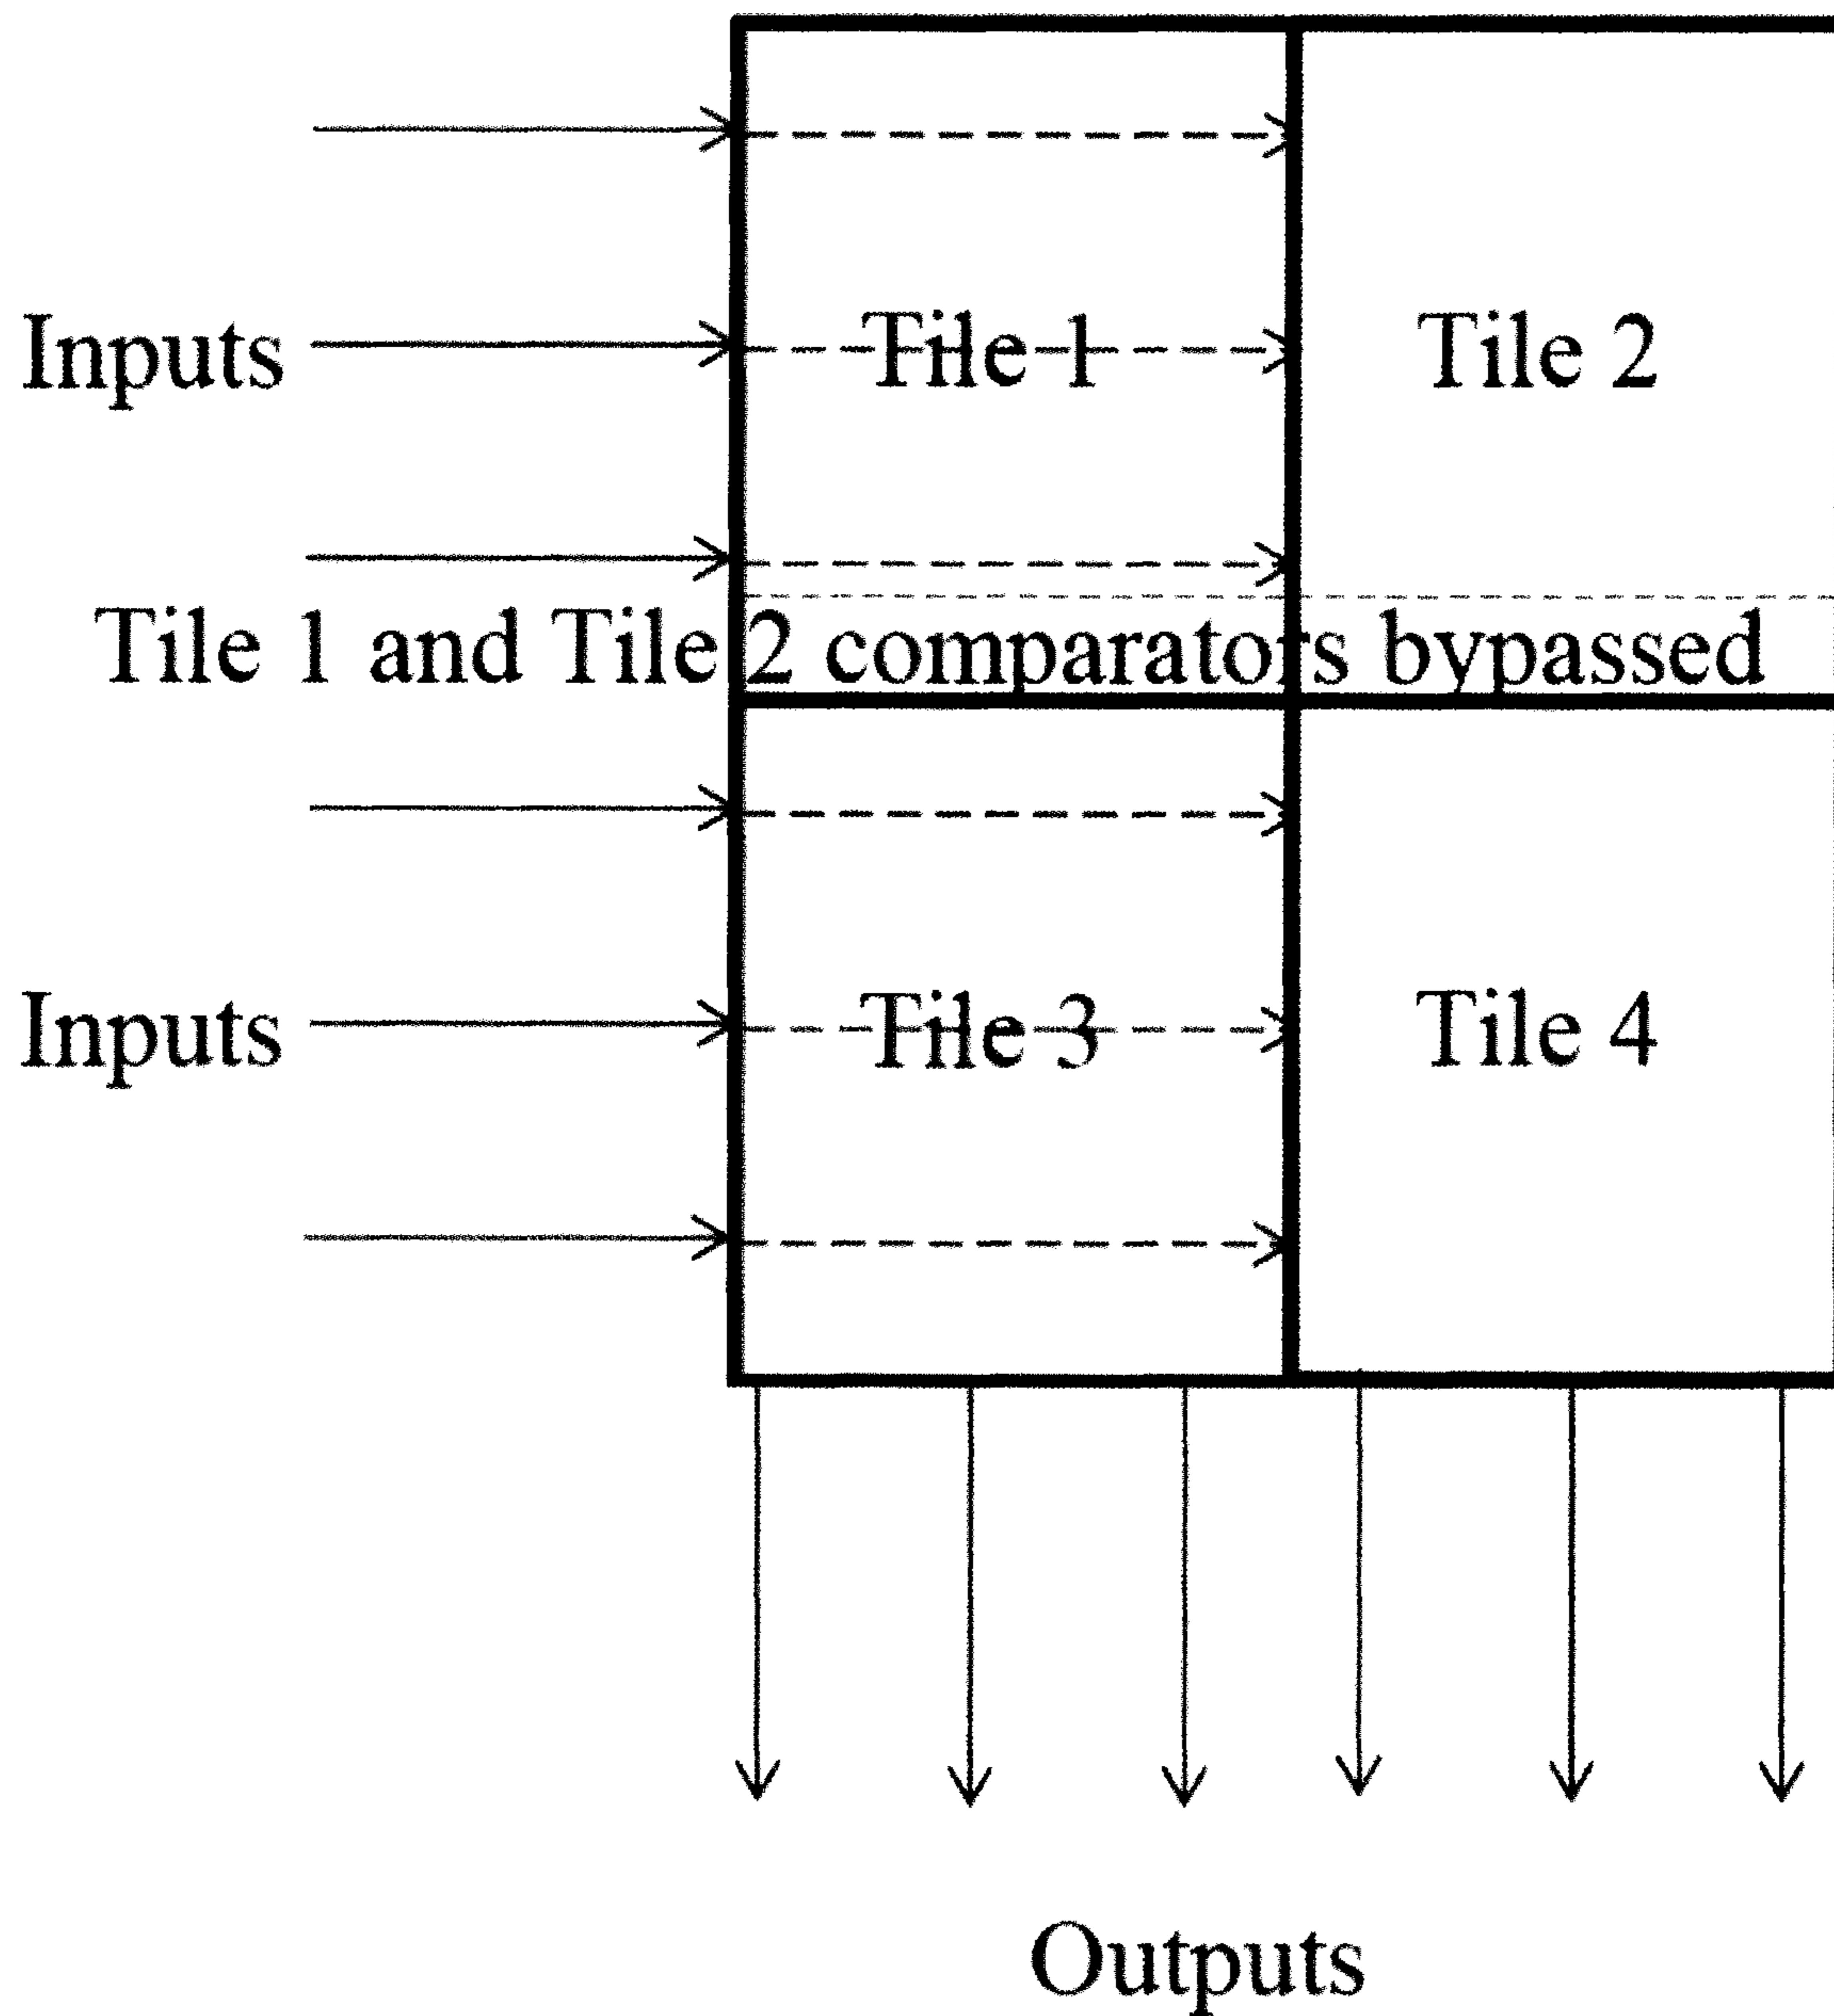 Inputs
Tile 1
Tile 2
Tile 1 and Tile 2 comparators bypassed
Inputs
Tile 3
Tile 4
Outputs